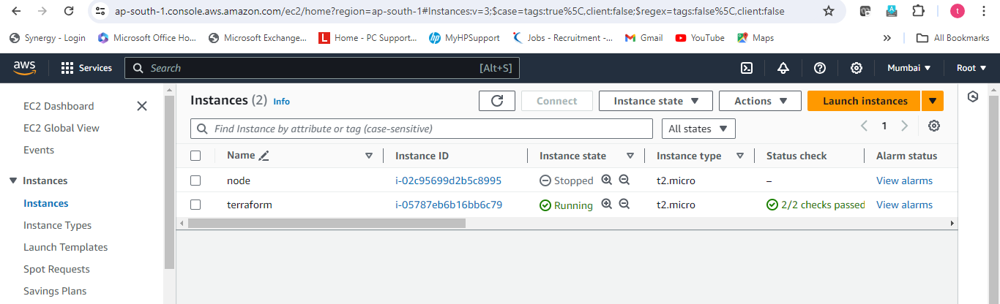 ap-south-1.console.aws.amazon.com/ec2/home?region=ap-south-1#Instances:v=3;$case=tags:true%5C,client:false;$regex=tags:false%5C,client:false
t
Synergy - Login Microsoft Office Ho... Microsoft Exchange... L Home - PC Support... hp MyHPSupport Jobs - Recruitment -... Gmail YouTube Maps » All Bookmarks
aws Services Search [Alt+S] Mumbai Root
EC2 Dashboard
EC2 Global View
Events
Instances
Instances
Instance Types
Launch Templates
Spot Requests
Savings Plans
Instances (2) Info Connect Instance state Actions Launch instances
Find Instance by attribute or tag (case-sensitive) All states 1
Name Instance ID Instance state Instance type Status check Alarm status
node i-02c95699d2b5c8995 Stopped t2.micro – View alarms
terraform i-05787eb6b16bb6c79 Running t2.micro 2/2 checks passed View alarms